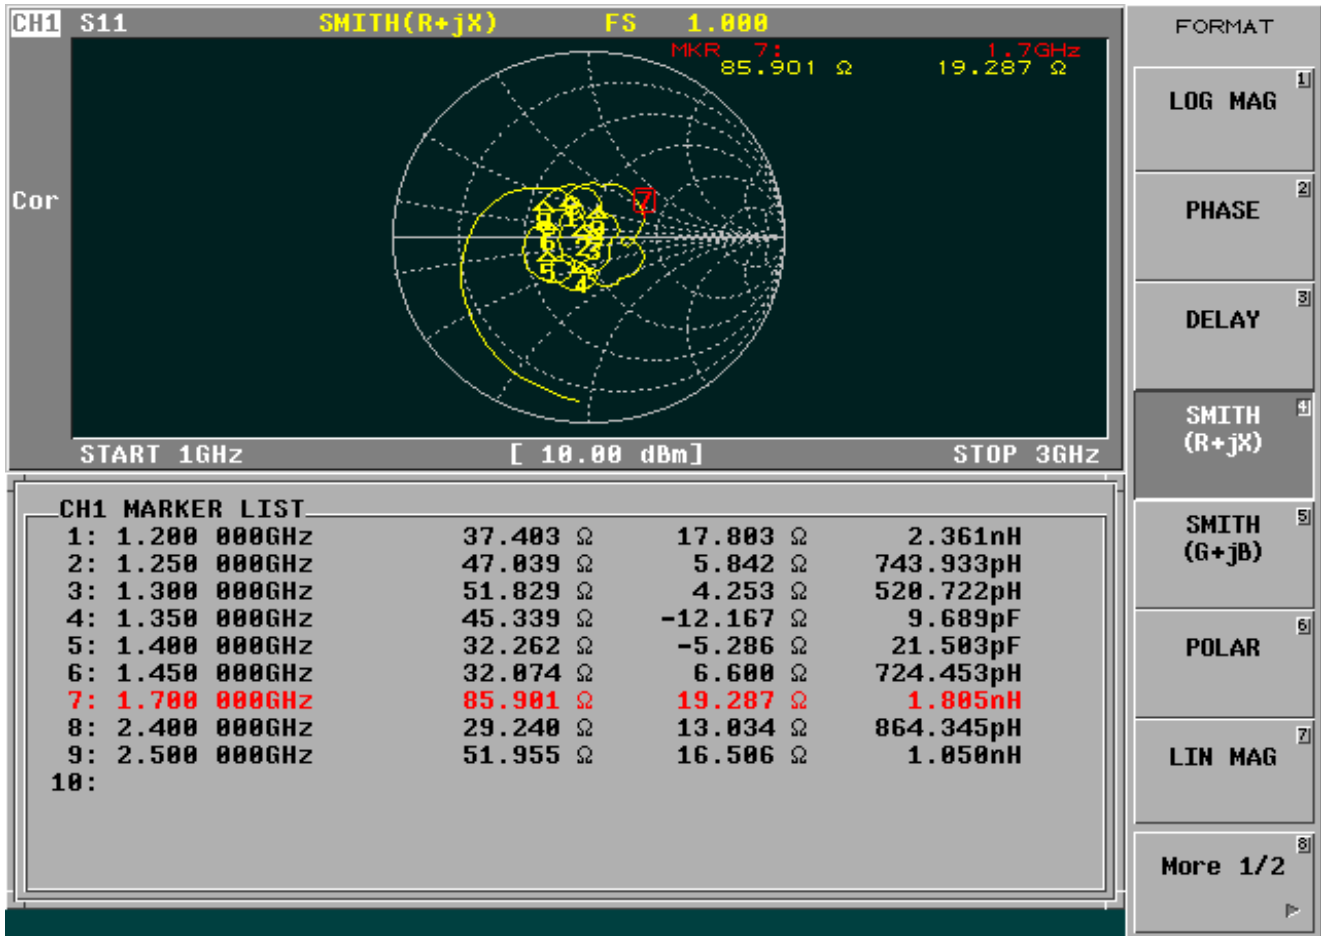 CH1 S11 SMITH(R+jX) FS 1.000
MKR 7: 1.7GHz
85.901 Ω 19.287 Ω
Cor
7
6
5
4
START 1GHz [ 10.00 dBm] STOP 3GHz
CH1 MARKER LIST
1: 1.200 000GHz 37.403 Ω 17.803 Ω 2.361nH
2: 1.250 000GHz 47.039 Ω 5.842 Ω 743.933pH
3: 1.300 000GHz 51.829 Ω 4.253 Ω 520.722pH
4: 1.350 000GHz 45.339 Ω -12.167 Ω 9.689pF
5: 1.400 000GHz 32.262 Ω -5.286 Ω 21.503pF
6: 1.450 000GHz 32.074 Ω 6.600 Ω 724.453pH
7: 1.700 000GHz 85.901 Ω 19.287 Ω 1.805nH
8: 2.400 000GHz 29.240 Ω 13.034 Ω 864.345pH
9: 2.500 000GHz 51.955 Ω 16.506 Ω 1.050nH
10:
FORMAT
1
LOG MAG
2
PHASE
3
DELAY
4
SMITH
(R+jX)
5
SMITH
(G+jB)
6
POLAR
7
LIN MAG
8
More 1/2